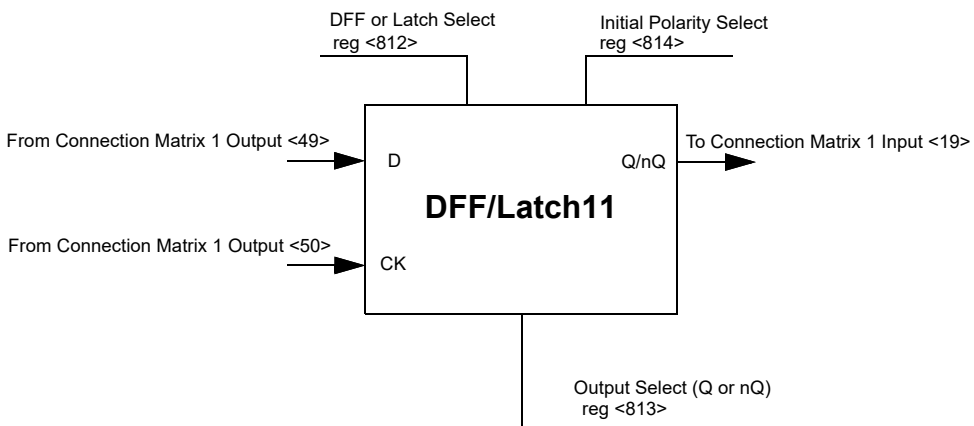 DFF or Latch Select
reg <812>
Initial Polarity Select
reg <814>
From Connection Matrix 1 Output <49>
D
Q/nQ
To Connection Matrix 1 Input <19>
DFF/Latch11
From Connection Matrix 1 Output <50>
CK
Output Select (Q or nQ)
reg <813>